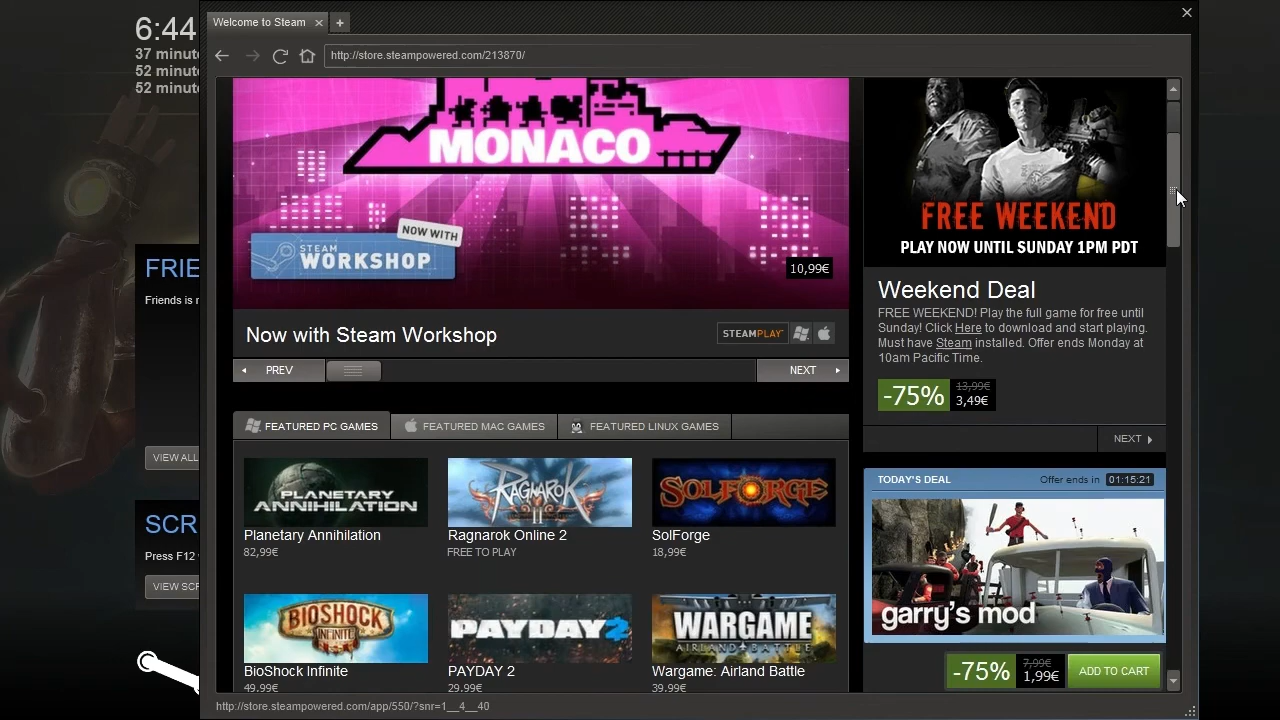 Welcome to Steam
6:44
37 minut
52 minut
52 minut
http://store.steampowered.com/213870/
MONACO
NOW WITH
STEAM
WORKSHOP
10,99€
Now with Steam Workshop
STEAMPLAY
PREV
NEXT
FREE WEEKEND
PLAY NOW UNTIL SUNDAY 1PM PDT
Weekend Deal
FREE WEEKEND! Play the full game for free until
Sunday! Click Here to download and start playing.
Must have Steam installed. Offer ends Monday at
10am Pacific Time.
-75%
13,99€
3,49€
NEXT
FRIE
Friends is r
VIEW ALL
SCR
Press F12
VIEW SCR
FEATURED PC GAMES
FEATURED MAC GAMES
FEATURED LINUX GAMES
PLANETARY
ANNIHILATION
Planetary Annihilation
82,99€
RAGNAROK
II
Ragnarok Online 2
FREE TO PLAY
SOLFORGE
SolForge
18,99€
BIOSHOCK
INFINITE
BioShock Infinite
49,99€
PAYDAY 2
PAYDAY 2
29,99€
WARGAME
AIRLAND BATTLE
Wargame: Airland Battle
39,99€
TODAY'S DEAL
Offer ends in 01:15:21
garry's mod
-75%
7,99€
1,99€
ADD TO CART
http://store.steampowered.com/app/550/?snr=1__4__40